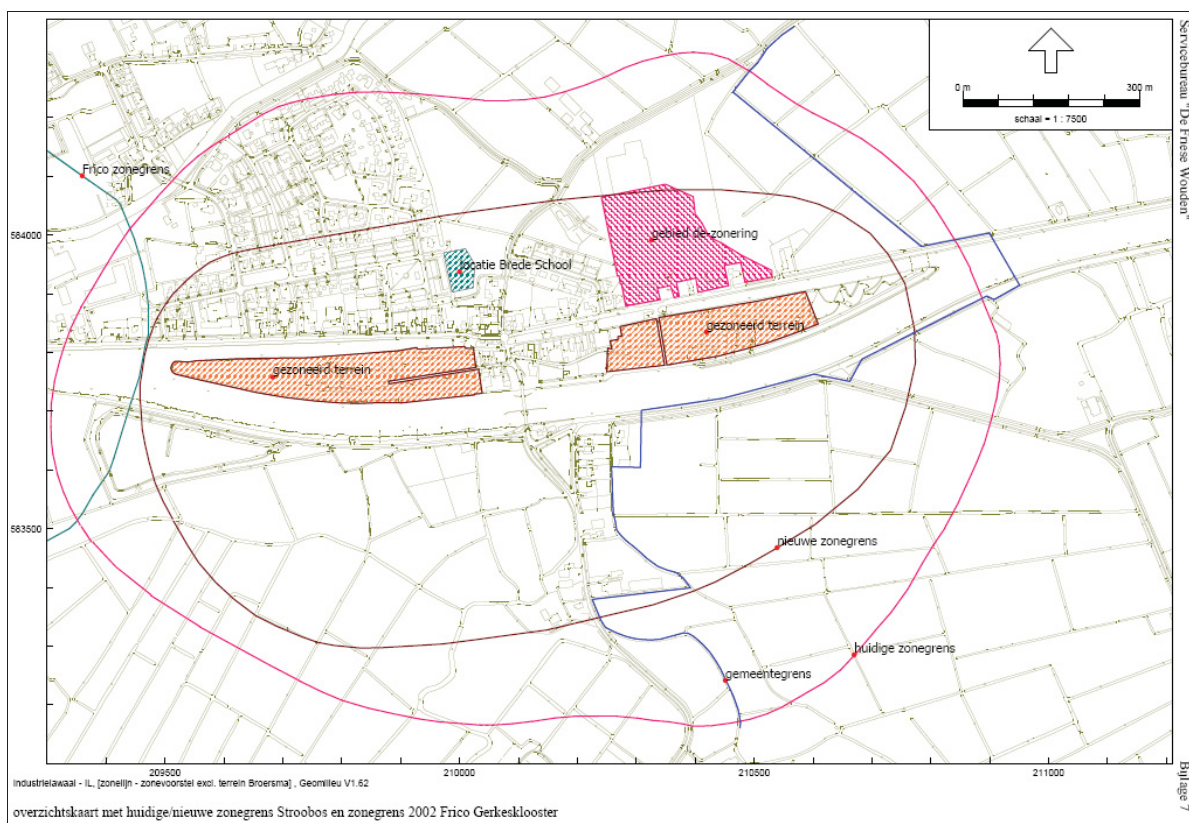 Servicebureau "De Friese Wouden"
0 m 300 m
schaal = 1 : 7500
Frico zonegrens
584000
gebied de-zonering
locatie Brede School
gezoneerd terrein
gezoneerd terrein
583500
nieuwe zonegrens
huidige zonegrens
gemeentegrens
209500 210000 210500 211000
Industrielawaai - IL, [zonelijn - zonevoorstel excl. terrein Broersma] , Geomilieu V1.62
Bijlage 7
overzichtskaart met huidige/nieuwe zonegrens Stroobos en zonegrens 2002 Frico Gerkesklooster